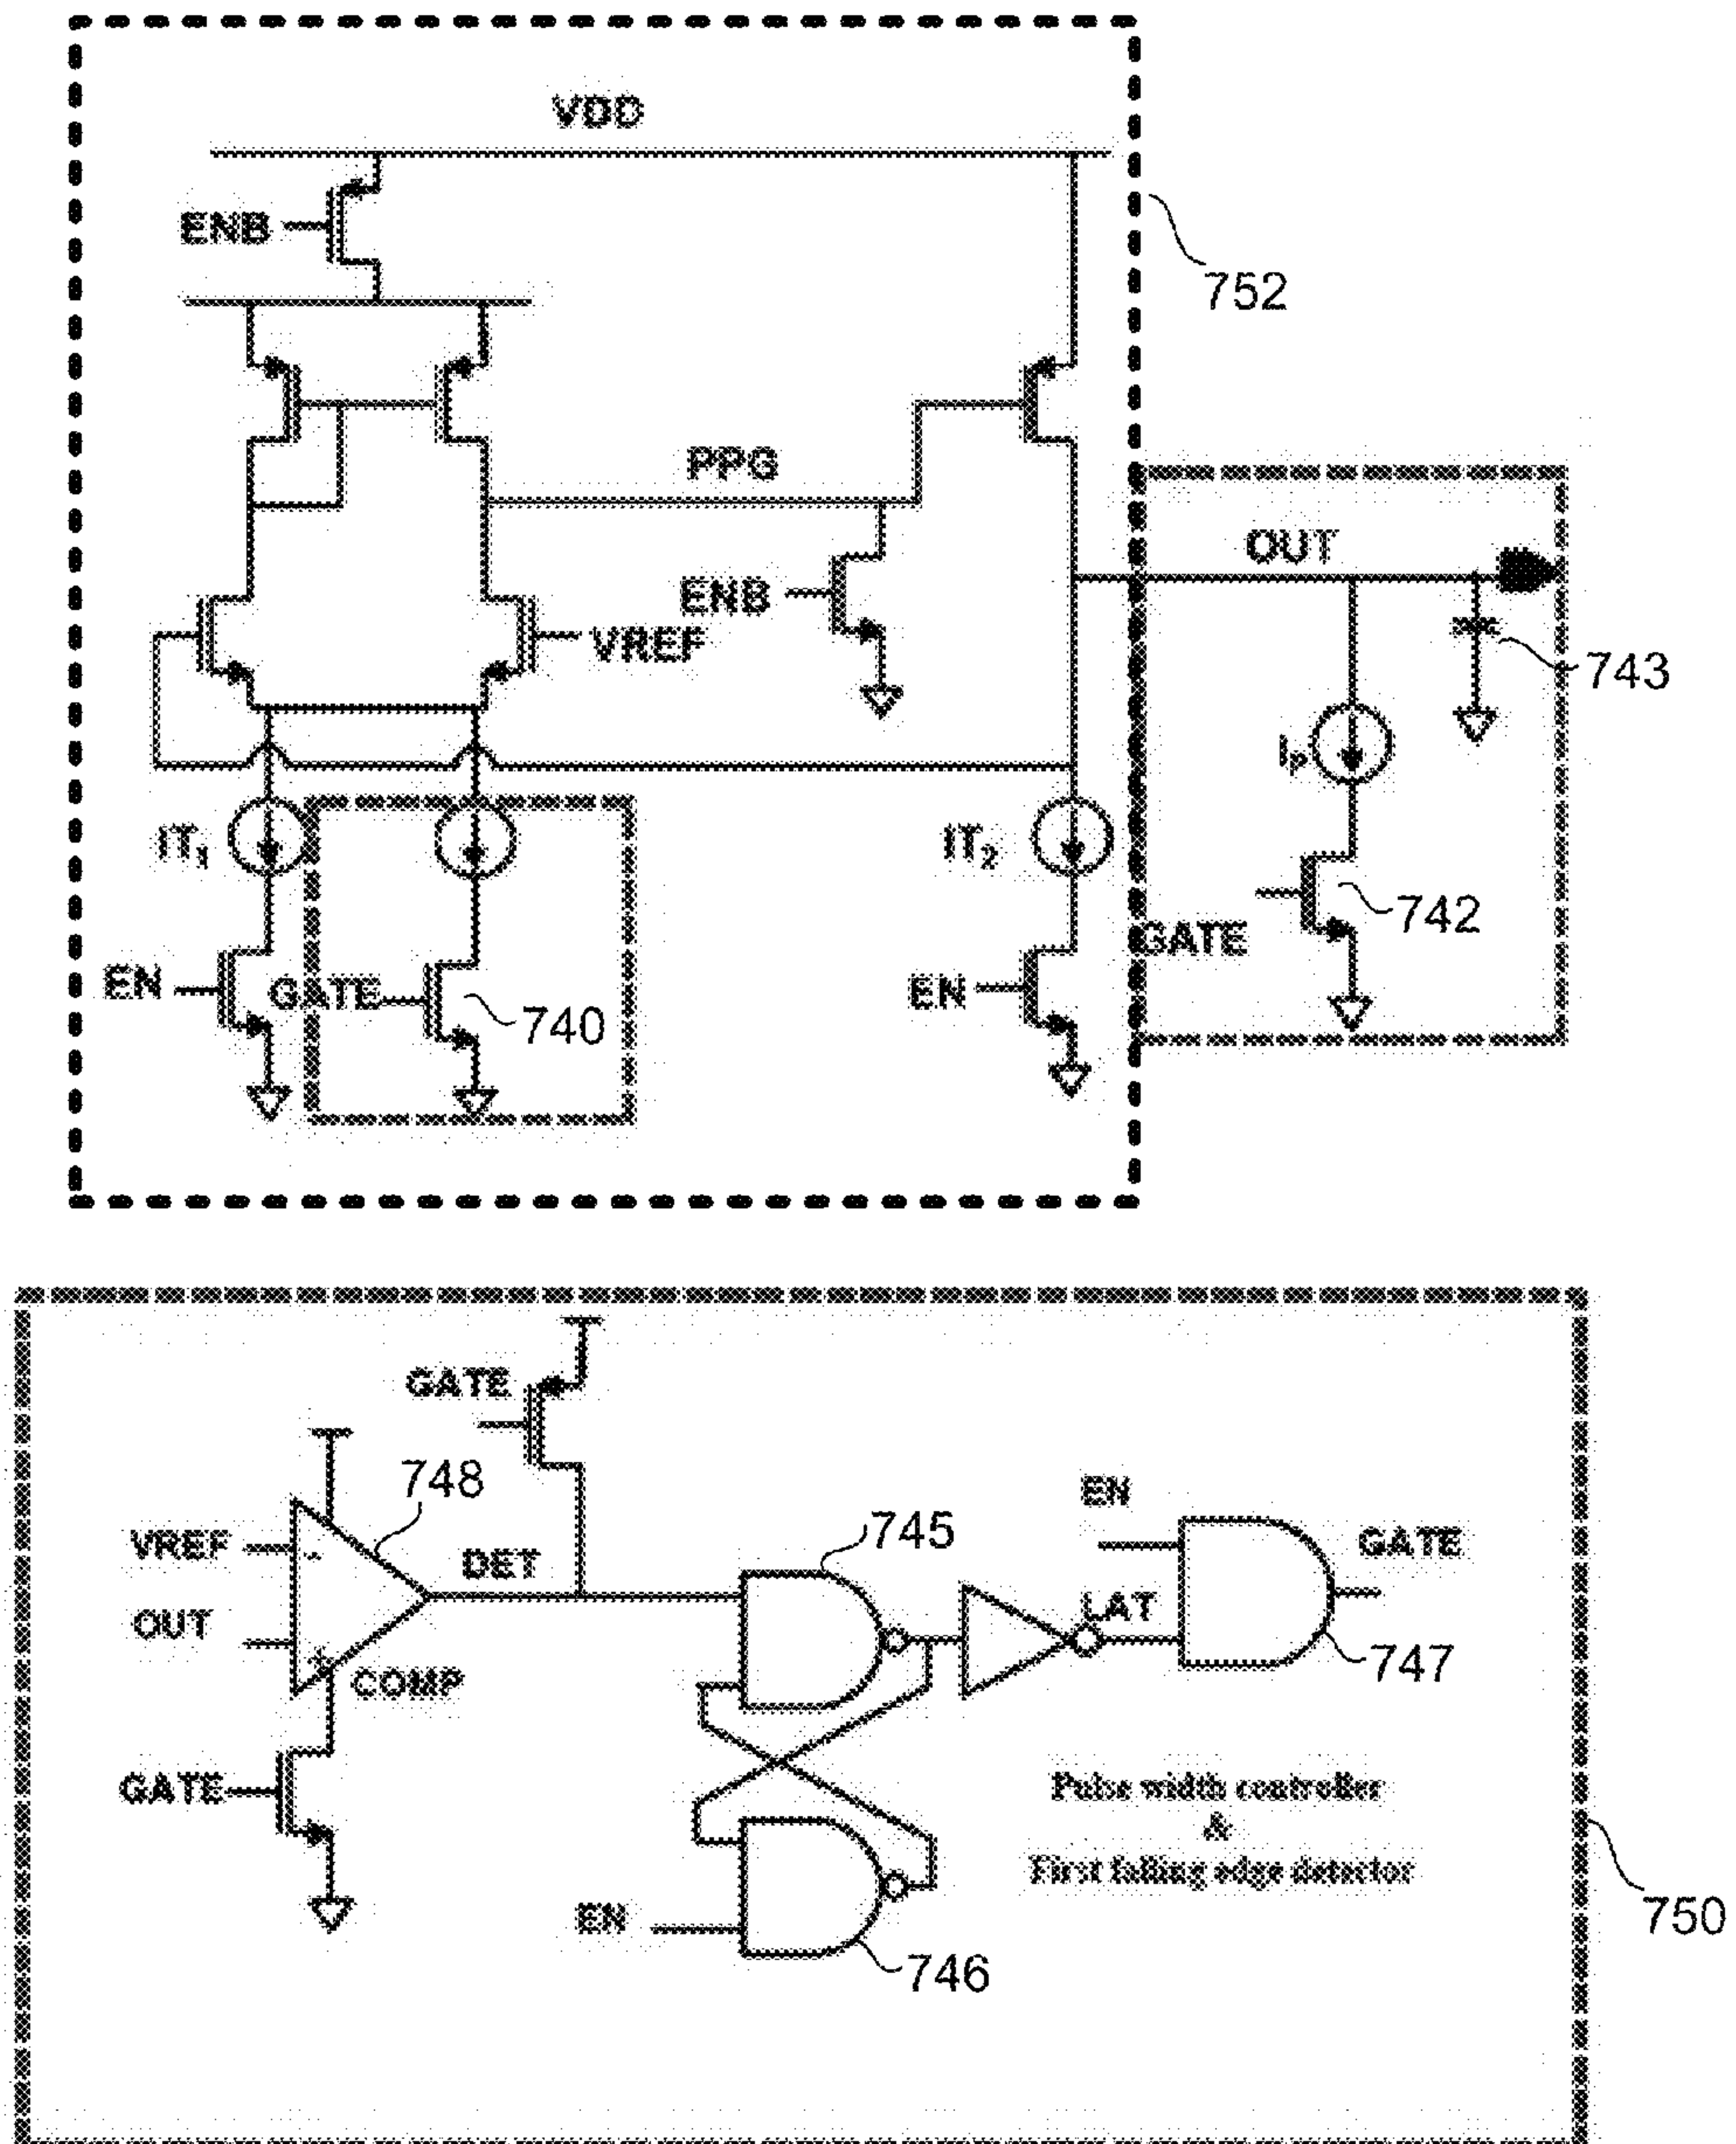 VDD
ENB
752
PPG
OUT
ENB
VREF
743
IP
IT1
IT2
742
GATE
EN
GATE
740
EN
GATE
748
745
EN
GATE
VREF
DET
LAT
OUT
747
COMP
GATE
Pulse width controller
&
First falling edge detector
EN
746
750
-
+